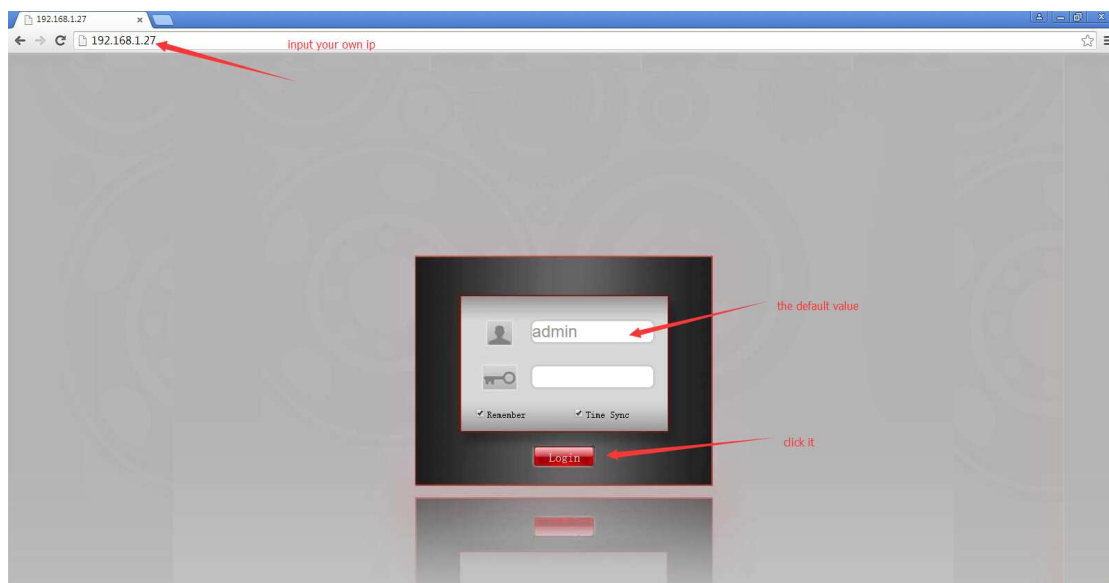 192.168.1.27
192.168.1.27
input your own ip
admin
the default value
Remember
Time Sync
Login
click it